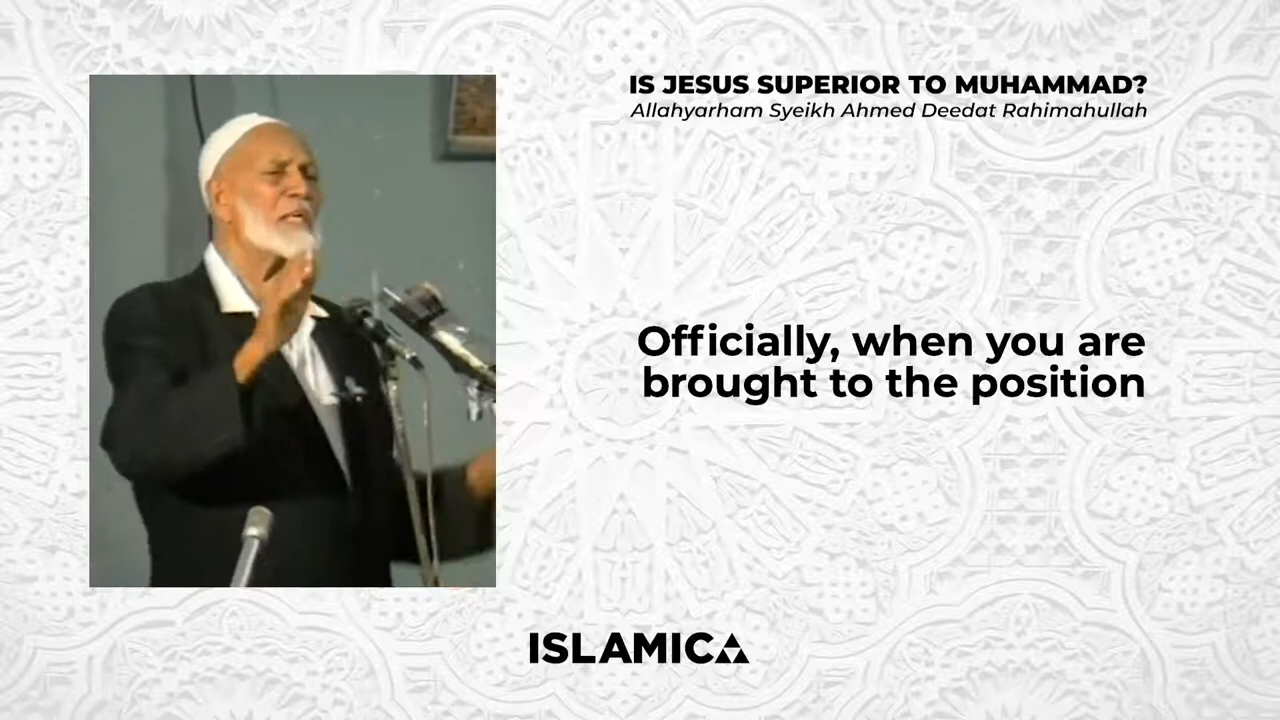 IS JESUS SUPERIOR TO MUHAMMAD?
Allahyarham Syeikh Ahmed Deedat Rahimahullah
Officially, when you are
brought to the position
ISLAMICA